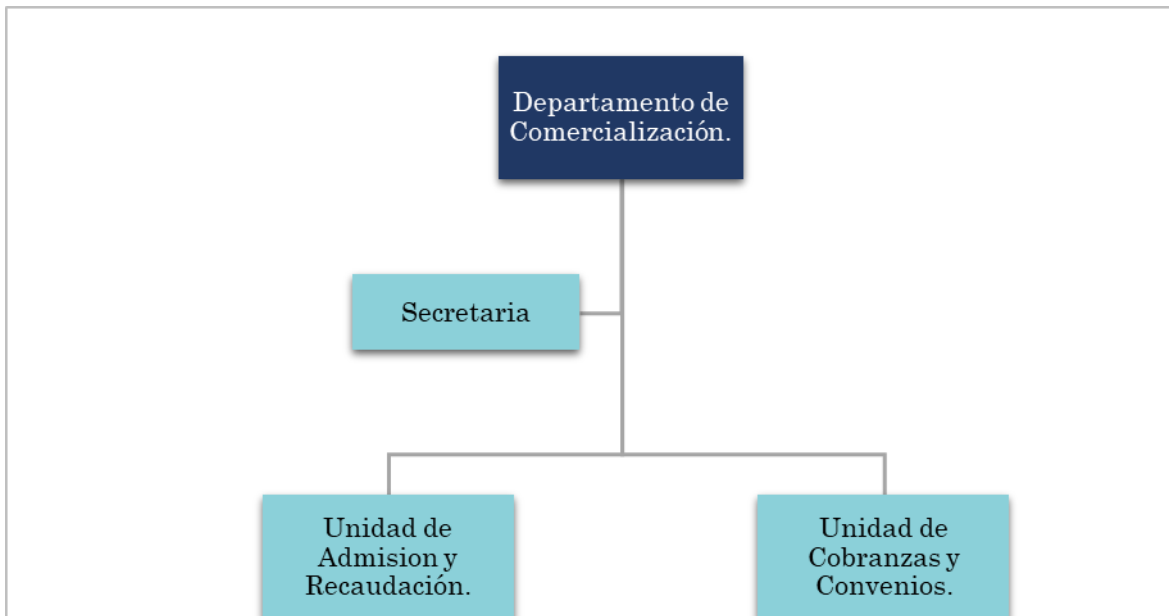 Departamento de
Comercialización.
Secretaria
Unidad de
Admision y
Recaudación.
Unidad de
Cobranzas y
Convenios.